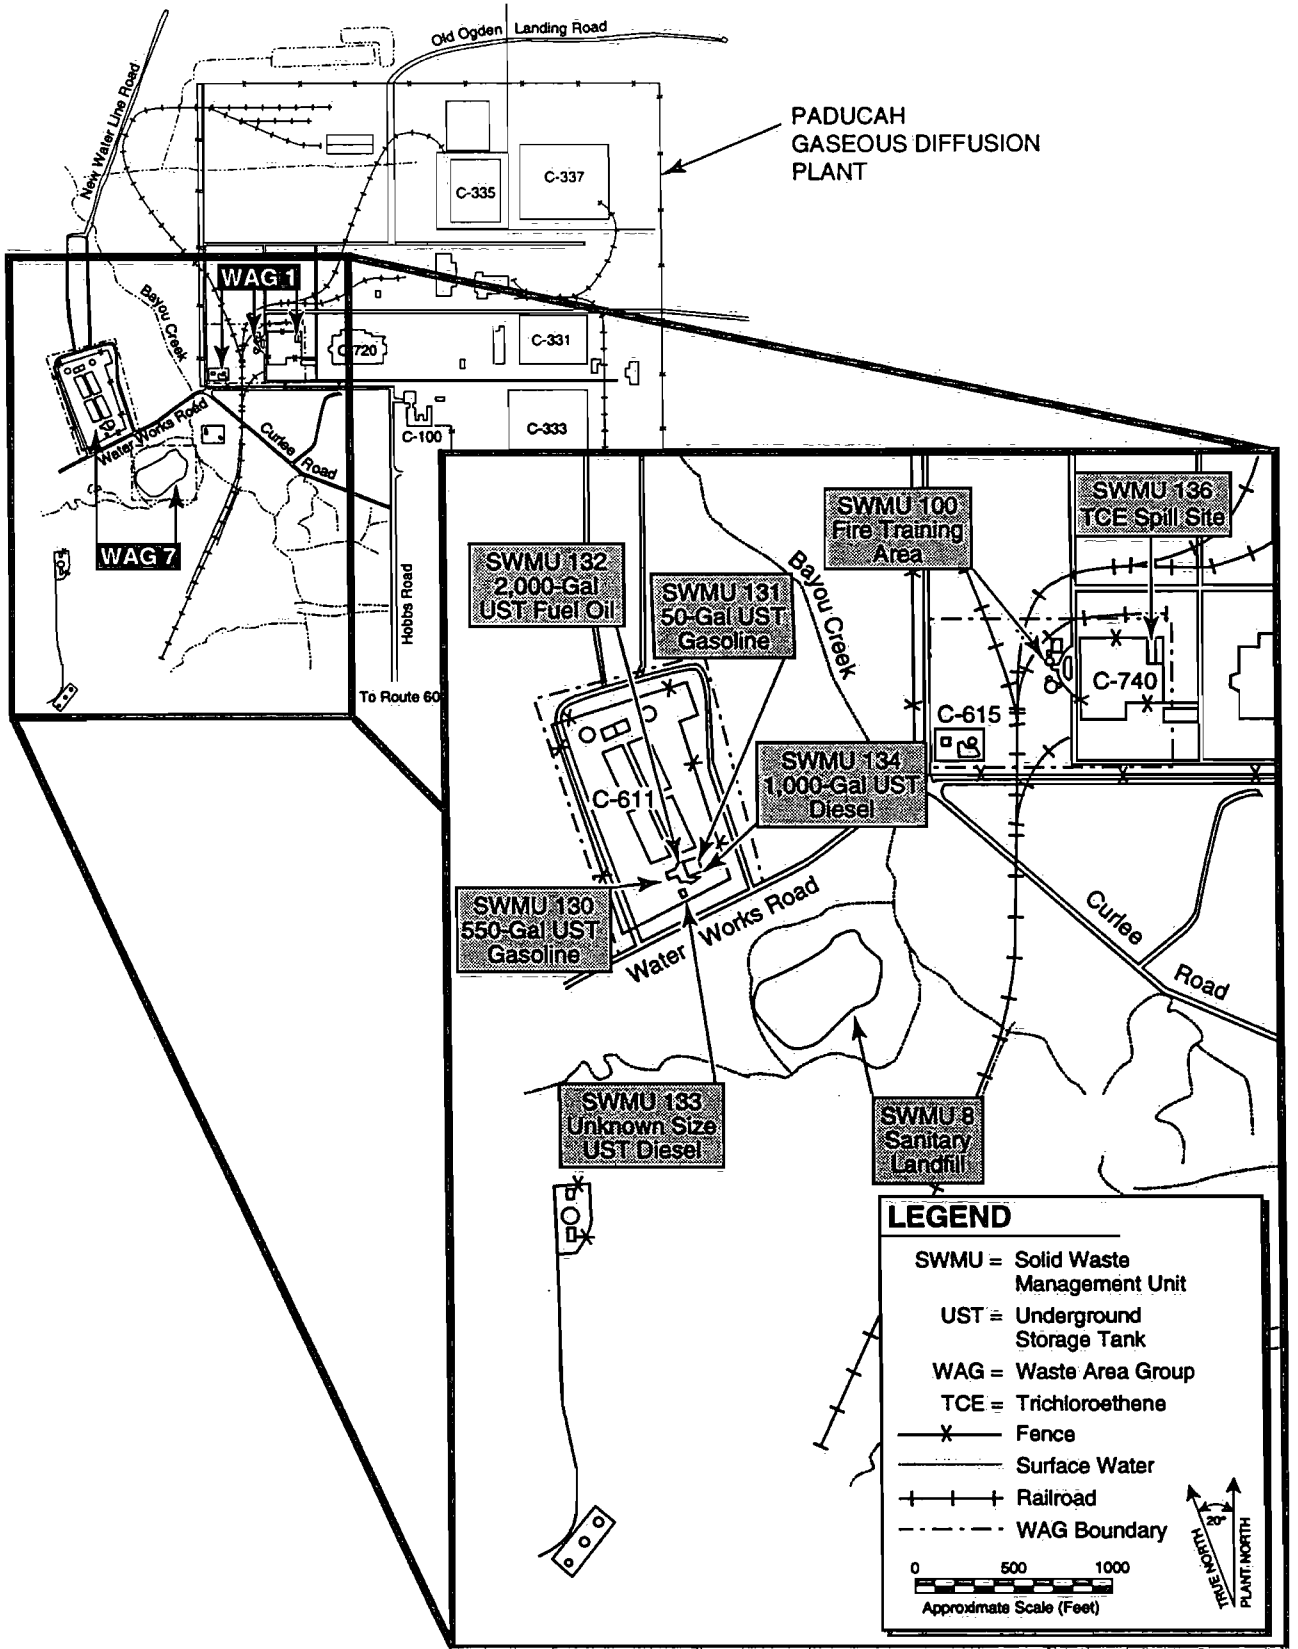 Old Ogden Landing Road
New Water Line Road
PADUCAH
GASEOUS DIFFUSION
PLANT
C-335
C-337
WAG 1
Bayou Creek
C-720
C-331
Water Works Road
Curlee Road
C-100
C-333
WAG 7
Hobbs Road
To Route 60
SWMU 100
Fire Training
Area
SWMU 136
TCE Spill Site
SWMU 132
2,000-Gal
UST Fuel Oil
SWMU 131
50-Gal UST
Gasoline
Bayou Creek
C-740
C-615
SWMU 134
1,000-Gal UST
Diesel
C-611
SWMU 130
550-Gal UST
Gasoline
Water Works Road
Curlee Road
SWMU 133
Unknown Size
UST Diesel
SWMU 8
Sanitary
Landfill
LEGEND
SWMU = Solid Waste
Management Unit
UST = Underground
Storage Tank
WAG = Waste Area Group
TCE = Trichloroethene
Fence
Surface Water
Railroad
WAG Boundary
0 500 1000
Approximate Scale (Feet)
20°
TRUE NORTH
PLANT NORTH